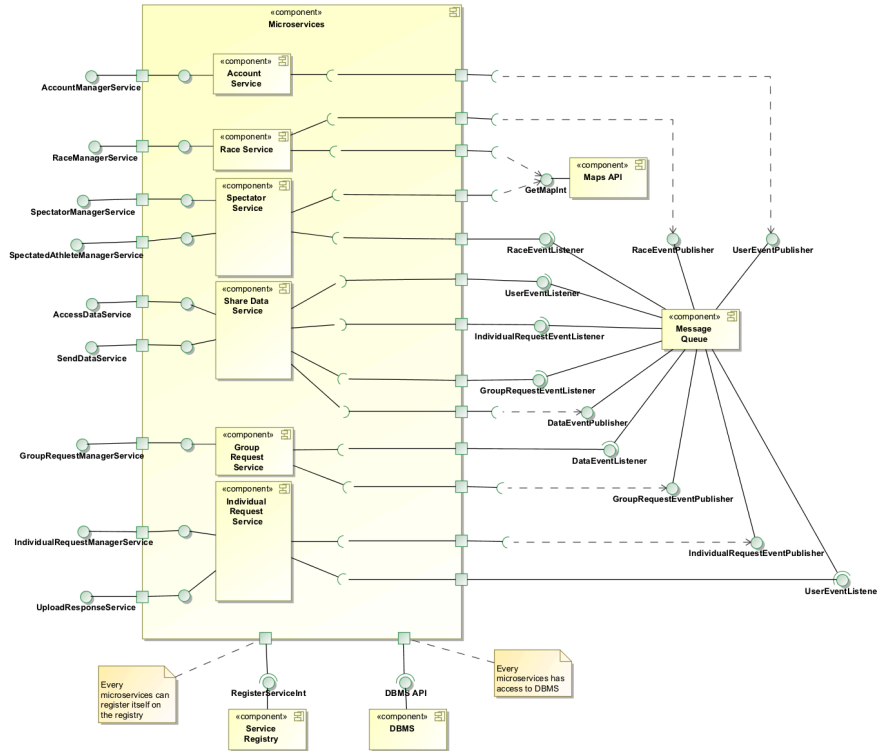 «component»
Microservices
«component»
Account
Service
AccountManagerService
«component»
Race Service
RaceManagerService
«component»
Maps API
GetMapInt
«component»
Spectator
Service
SpectatorManagerService
SpectatedAthleteManagerService
RaceEventListener
RaceEventPublisher
UserEventPublisher
«component»
Share Data
Service
AccessDataService
SendDataService
UserEventListener
IndividualRequestEventListener
«component»
Message
Queue
GroupRequestEventListener
DataEventPublisher
«component»
Group
Request
Service
GroupRequestManagerService
DataEventListener
GroupRequestEventPublisher
«component»
Individual
Request
Service
IndividualRequestManagerService
IndividualRequestEventPublisher
UploadResponseService
UserEventListene
Every
microservices can
register itself on
the registry
RegisterServiceInt
DBMS API
Every
microservices has
access to DBMS
«component»
Service
Registry
«component»
DBMS